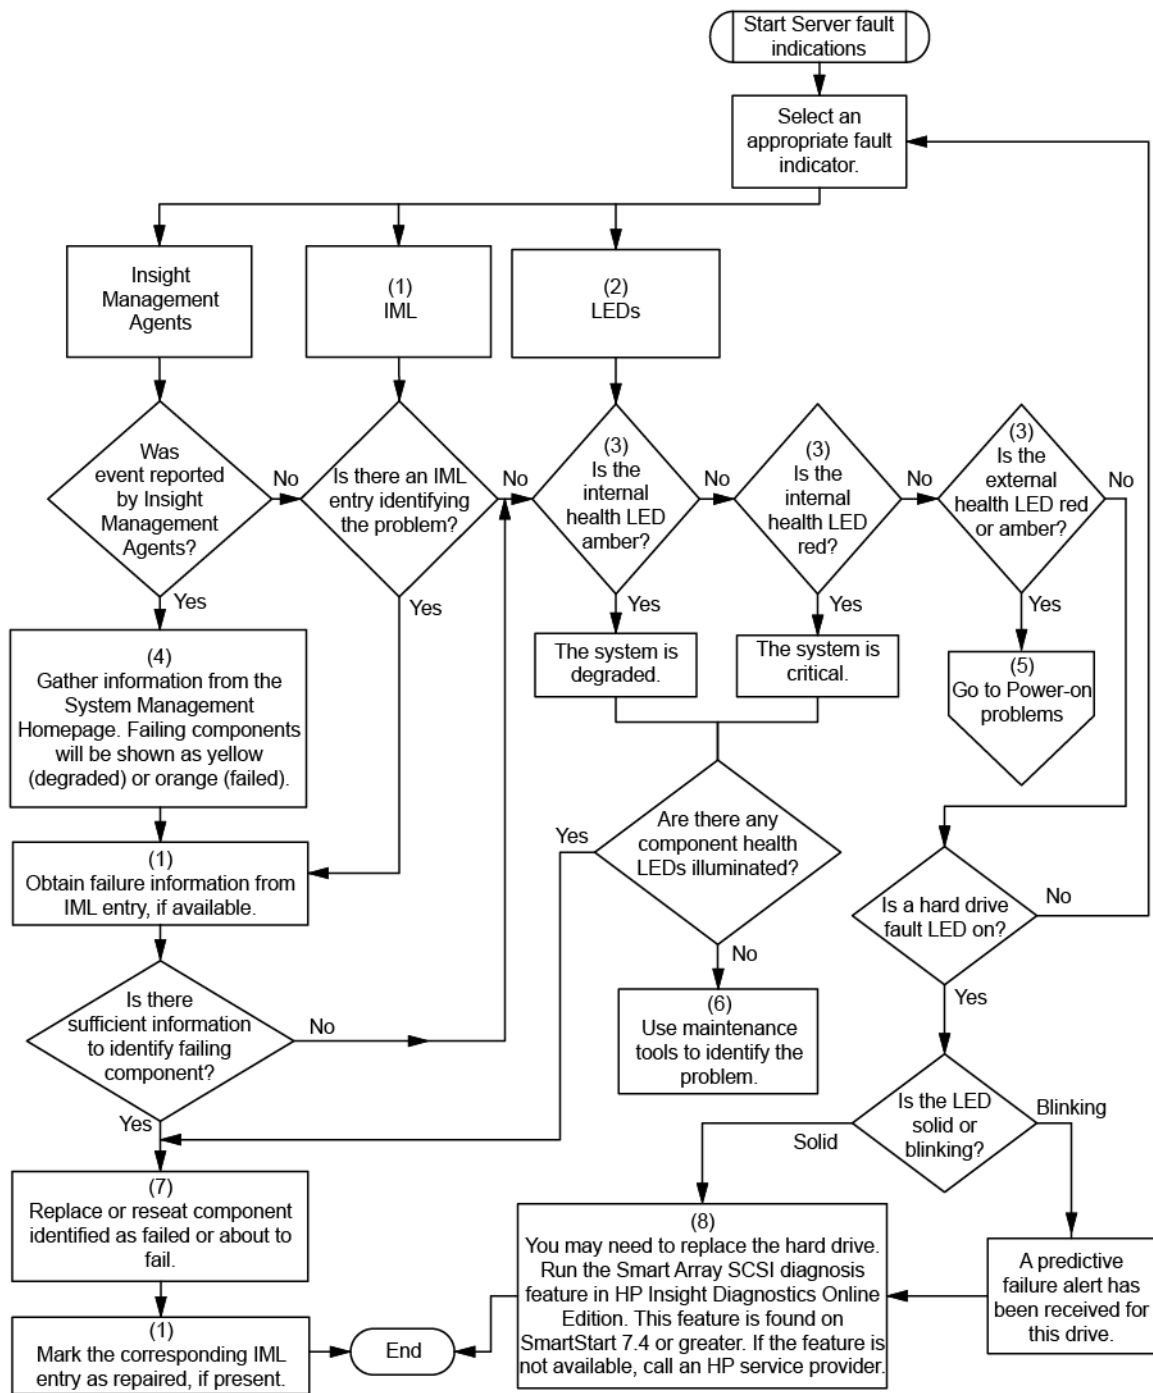 Start Server fault
indications
Select an
appropriate fault
indicator.
Insight
Management
Agents
(1)
IML
(2)
LEDs
Was
event reported
by Insight
Management
Agents?
No
Is there an IML
entry identifying
the problem?
No
(3)
Is the
internal
health LED
amber?
No
(3)
Is the
internal
health LED
red?
No
(3)
Is the
external
health LED red
or amber?
No
Yes
Yes
Yes
Yes
Yes
(4)
Gather information from the
System Management
Homepage. Failing components
will be shown as yellow
(degraded) or orange (failed).
The system is
degraded.
The system is
critical.
(5)
Go to Power-on
problems
Yes
Are there any
component health
LEDs illuminated?
No
(1)
Obtain failure information from
IML entry, if available.
Is a hard drive
fault LED on?
No
Yes
Is there
sufficient information
to identify failing
component?
No
Yes
(6)
Use maintenance
tools to identify the
problem.
Is the LED
solid or
blinking?
Blinking
Solid
(7)
Replace or reseat component
identified as failed or about to
fail.
(8)
You may need to replace the hard drive.
Run the Smart Array SCSI diagnosis
feature in HP Insight Diagnostics Online
Edition. This feature is found on
SmartStart 7.4 or greater. If the feature is
not available, call an HP service provider.
A predictive
failure alert has
been received for
this drive.
(1)
Mark the corresponding IML
entry as repaired, if present.
End